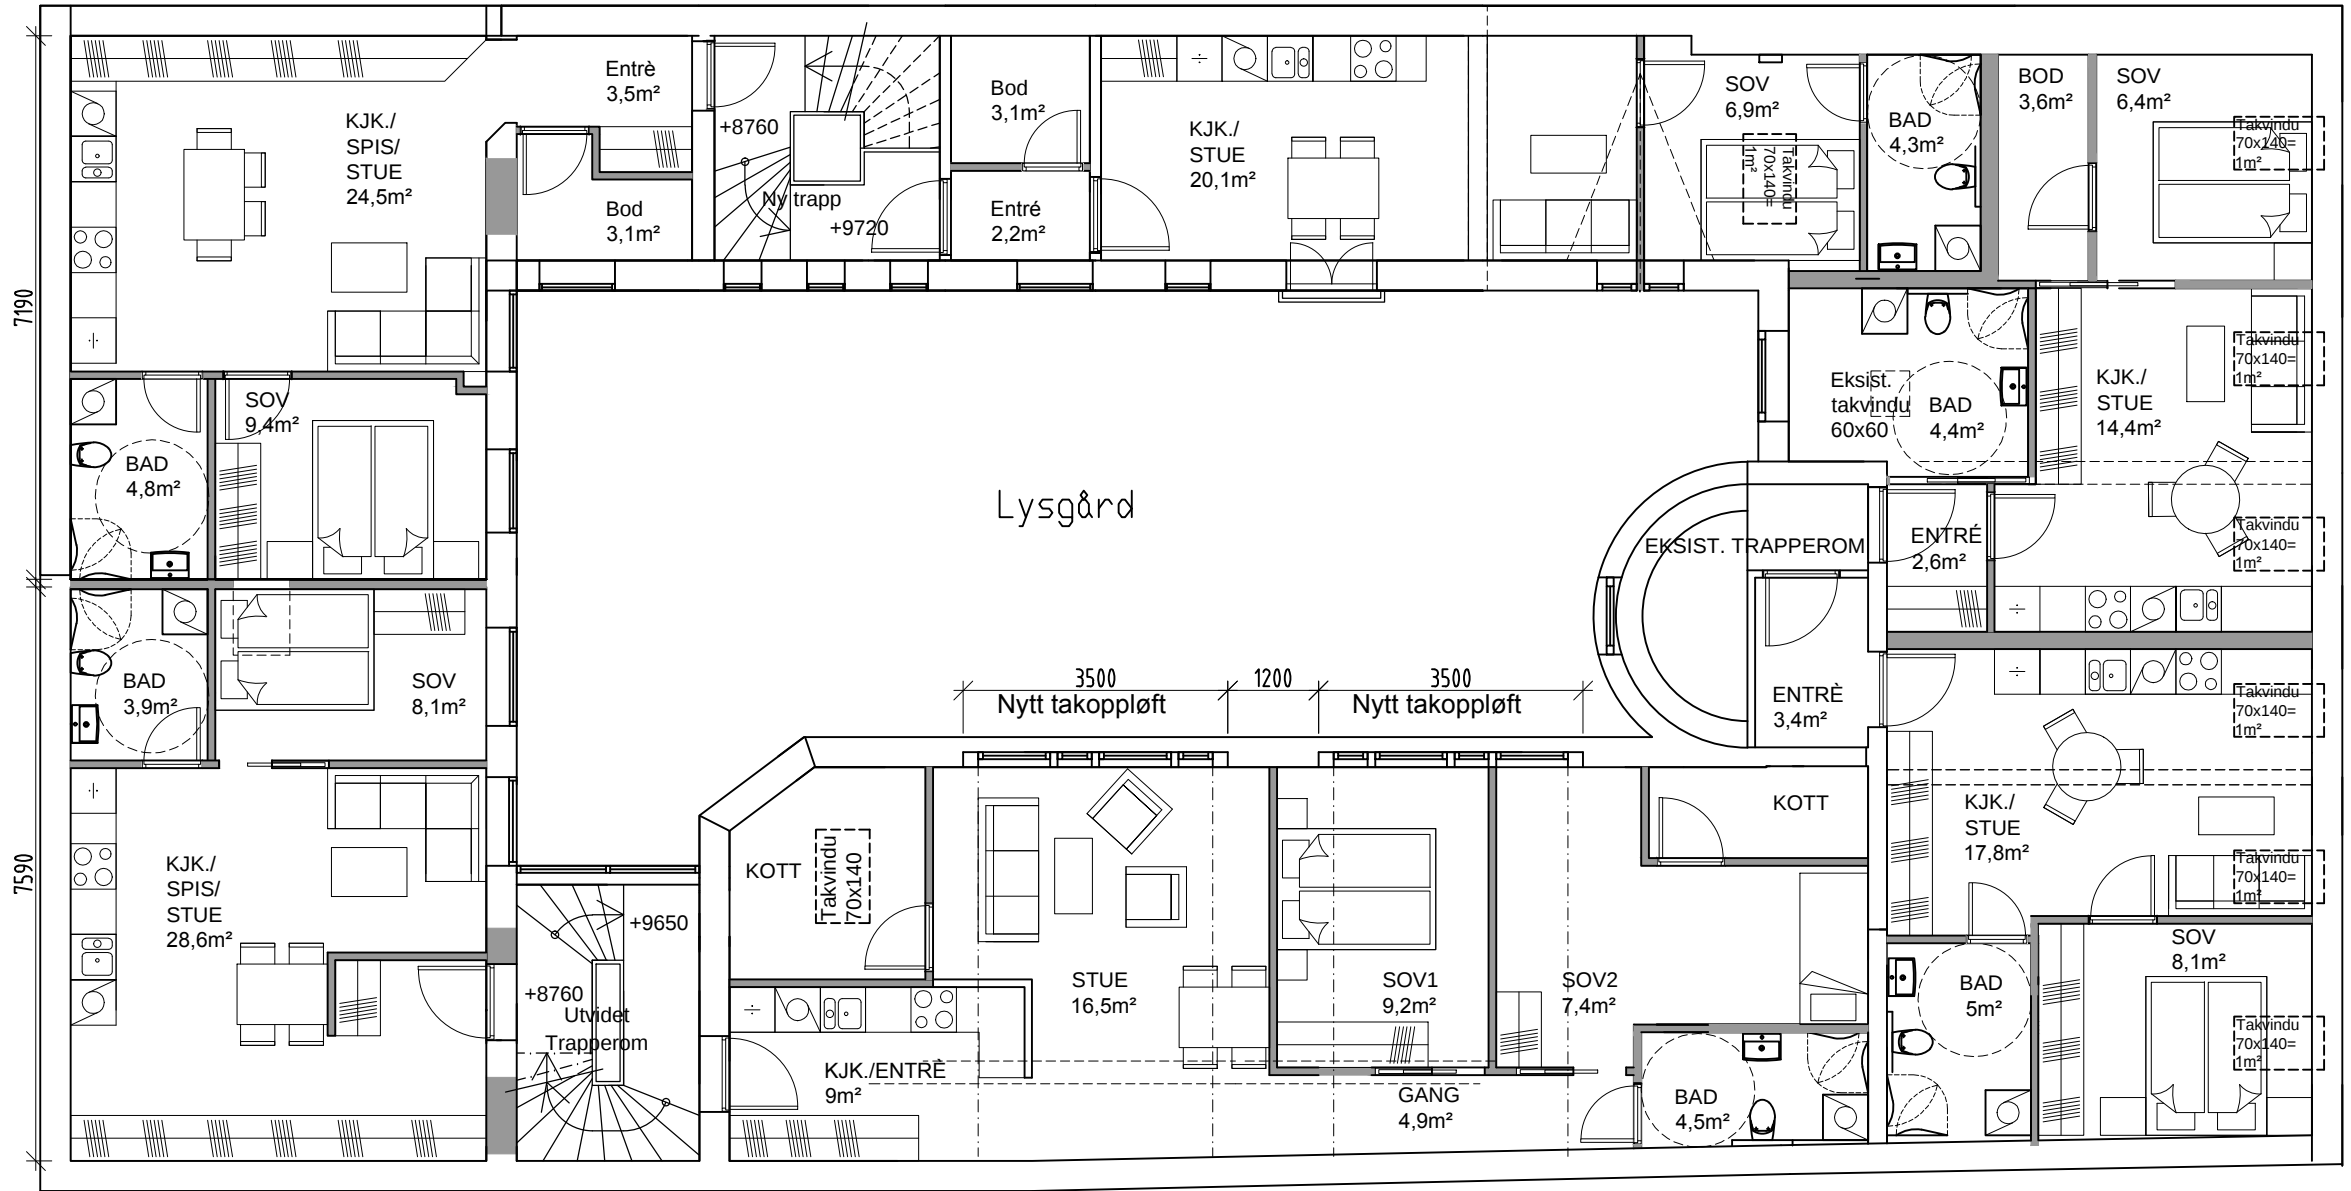 Entrè
3,5m²
KJK./
SPIS/
STUE
24,5m²
Bod
3,1m²
+8760
Ny trapp
+9720
Bod
3,1m²
Entré
2,2m²
KJK./
STUE
20,1m²
SOV
6,9m²
Takvindu
70x140=
1m²
BAD
4,3m²
BOD
3,6m²
SOV
6,4m²
Takvindu
70x140=
1m²
7190
SOV
9,4m²
BAD
4,8m²
Lysgård
Eksist.
takvindu
60x60
BAD
4,4m²
KJK./
STUE
14,4m²
Takvindu
70x140=
1m²
Takvindu
70x140=
1m²
EKSIST. TRAPPEROM
ENTRÉ
2,6m²
BAD
3,9m²
SOV
8,1m²
3500
1200
3500
Nytt takoppløft
Nytt takoppløft
ENTRÈ
3,4m²
Takvindu
70x140=
1m²
7590
KJK./
SPIS/
STUE
28,6m²
KOTT
Takvindu
70x140
KOTT
KJK./
STUE
17,8m²
Takvindu
70x140=
1m²
+9650
+8760
Utvidet
Trapperom
STUE
16,5m²
SOV1
9,2m²
SOV2
7,4m²
BAD
5m²
SOV
8,1m²
Takvindu
70x140=
1m²
KJK./ENTRÈ
9m²
GANG
4,9m²
BAD
4,5m²